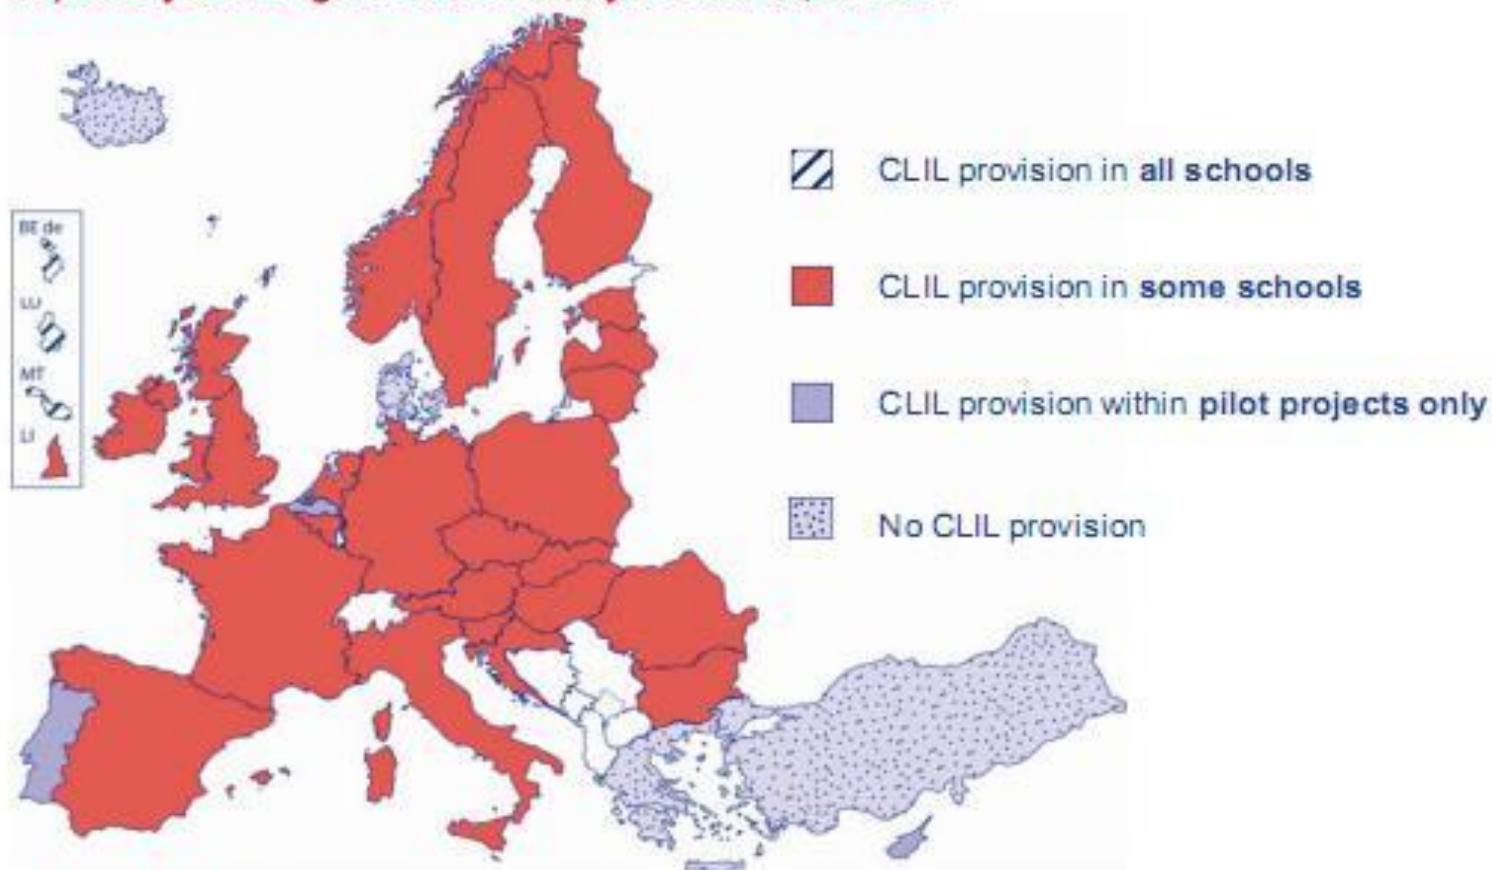 CLIL provision in all schools
BE de
CLIL provision in some schools
LU
MT
CLIL provision within pilot projects only
LI
No CLIL provision